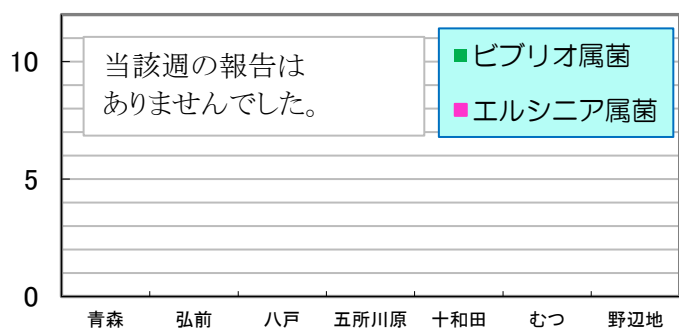 10
5
0
当該週の報告は
ありませんでした。
ビブリオ属菌
エルシニア属菌
青森 弘前 八戸 五所川原 十和田 むつ 野辺地